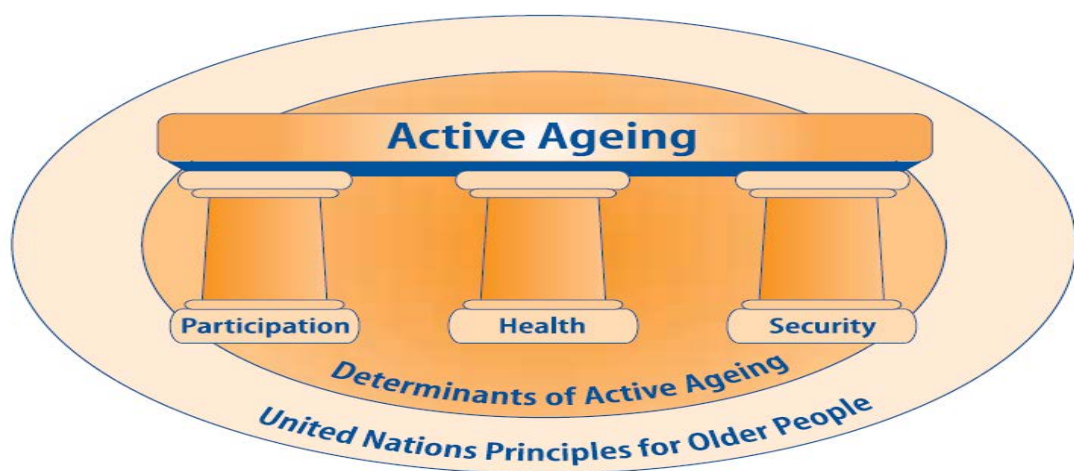 Active Ageing
Participation
Health
Security
Determinants of Active Ageing
United Nations Principles for Older People